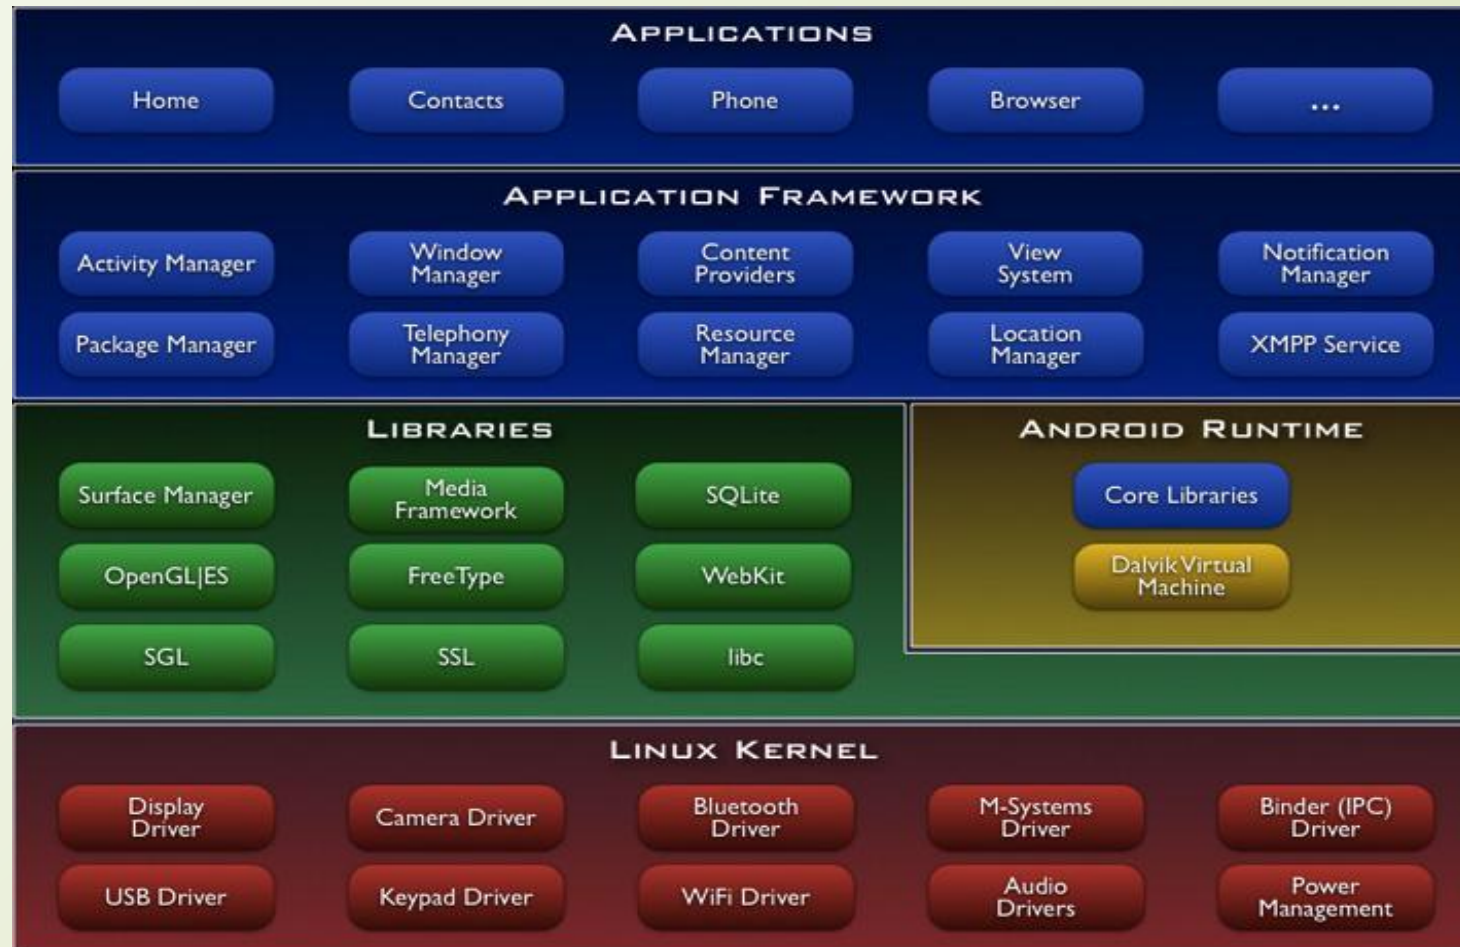 APPLICATIONS
Home
Contacts
Phone
Browser
...
APPLICATION FRAMEWORK
Activity Manager
Window
Manager
Content
Providers
View
System
Notification
Manager
Package Manager
Telephony
Manager
Resource
Manager
Location
Manager
XMPP Service
LIBRARIES
Surface Manager
Media
Framework
SQLite
OpenGL|ES
FreeType
WebKit
SGL
SSL
libc
ANDROID RUNTIME
Core Libraries
Dalvik Virtual
Machine
LINUX KERNEL
Display
Driver
Camera Driver
Bluetooth
Driver
M-Systems
Driver
Binder (IPC)
Driver
USB Driver
Keypad Driver
WiFi Driver
Audio
Drivers
Power
Management